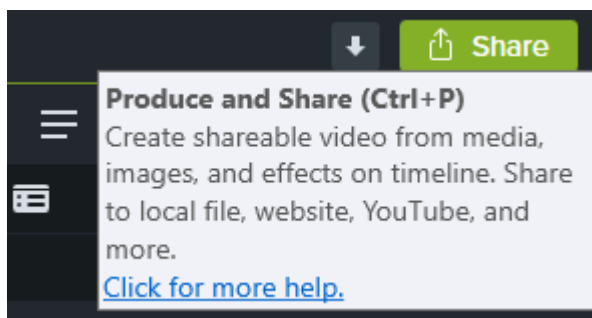 Share
Produce and Share (Ctrl+P)
Create shareable video from media,
images, and effects on timeline. Share
to local file, website, YouTube, and
more.
Click for more help.